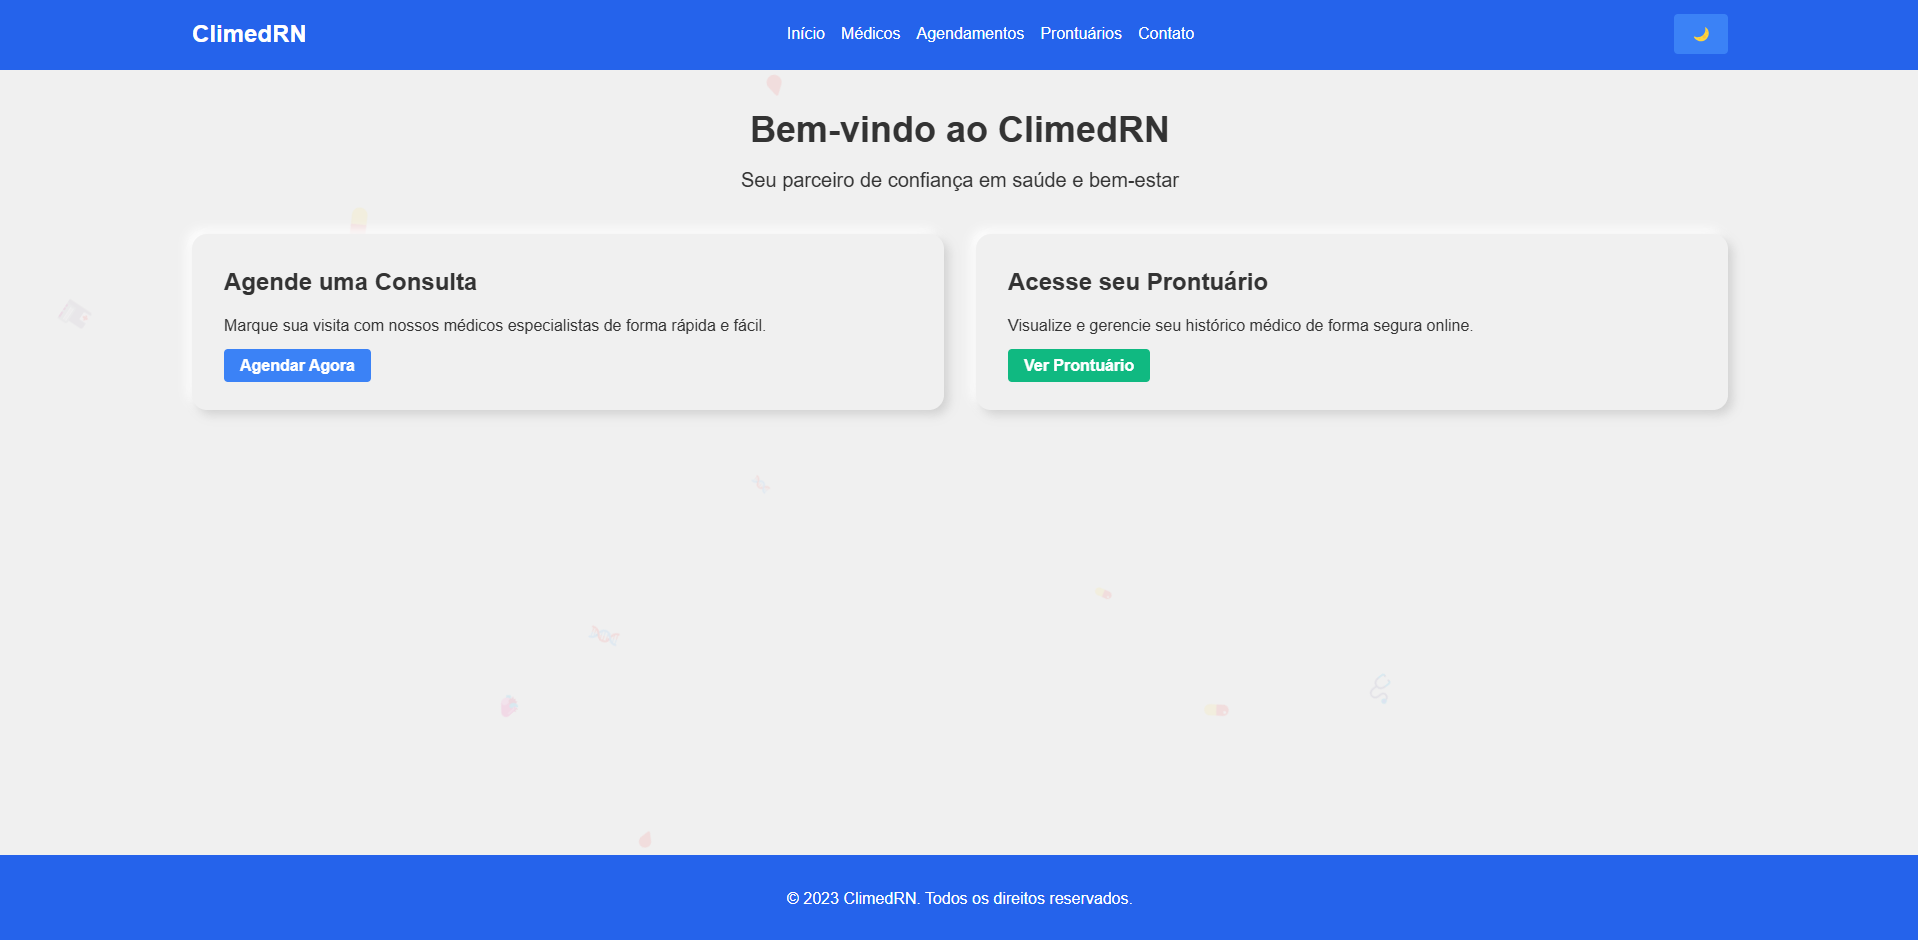 ClimedRN
Início Médicos Agendamentos Prontuários Contato
Bem-vindo ao ClimedRN
Seu parceiro de confiança em saúde e bem-estar
Agende uma Consulta
Marque sua visita com nossos médicos especialistas de forma rápida e fácil.
Agendar Agora
Acesse seu Prontuário
Visualize e gerencie seu histórico médico de forma segura online.
Ver Prontuário
© 2023 ClimedRN. Todos os direitos reservados.